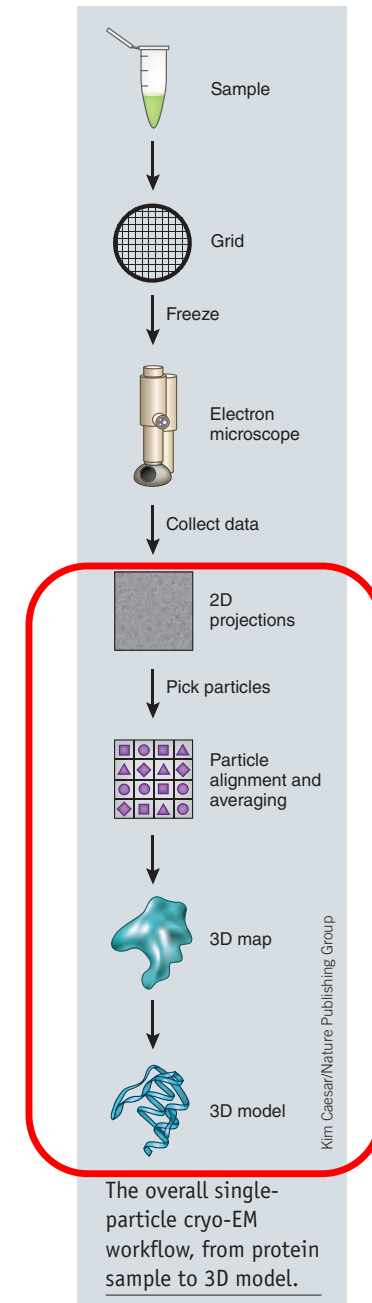 Sample
Grid
Freeze
Electron
microscope
Collect data
2D
projections
Pick particles
Particle
alignment and
averaging
3D map
3D model
Kim Caesar/Nature Publishing Group
The overall single-
particle cryo-EM
workflow, from protein
sample to 3D model.